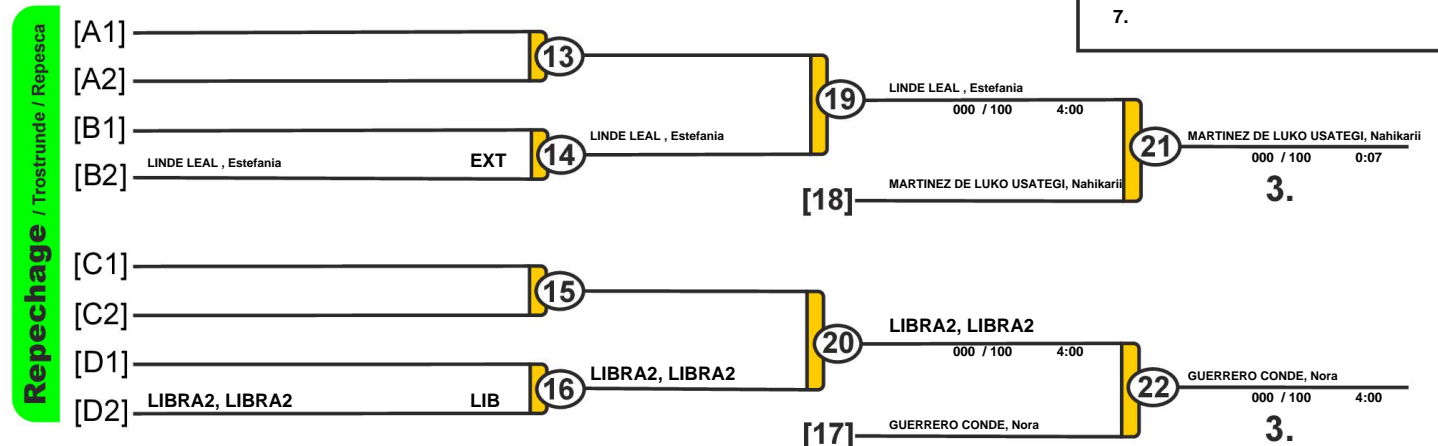 7.
Repechage / Trostrunde / Repesca
[A1]
13
[A2]
19
LINDE LEAL , Estefania
000 / 100 4:00
[B1]
LINDE LEAL , Estefania
21
MARTINEZ DE LUKO USATEGI, Nahikarii
000 / 100 0:07
3.
LINDE LEAL , Estefania EXT
14
[B2]
MARTINEZ DE LUKO USATEGI, Nahikarii
[18]
[C1]
15
[C2]
LIBRA2, LIBRA2
20
000 / 100 4:00
[D1]
LIBRA2, LIBRA2
GUERRERO CONDE, Nora
22
000 / 100 4:00
3.
LIBRA2, LIBRA2 LIB
16
[D2]
GUERRERO CONDE, Nora
[17]